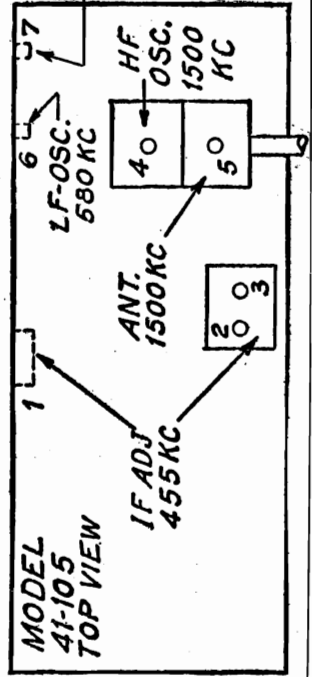 MODEL
41-105
TOP VIEW
1
IF ADJ
455 KC
2
3
ANT.
1500 KC
6
LF-OSC.
580 KC
4
5
HF
OSC.
1500
KC
7